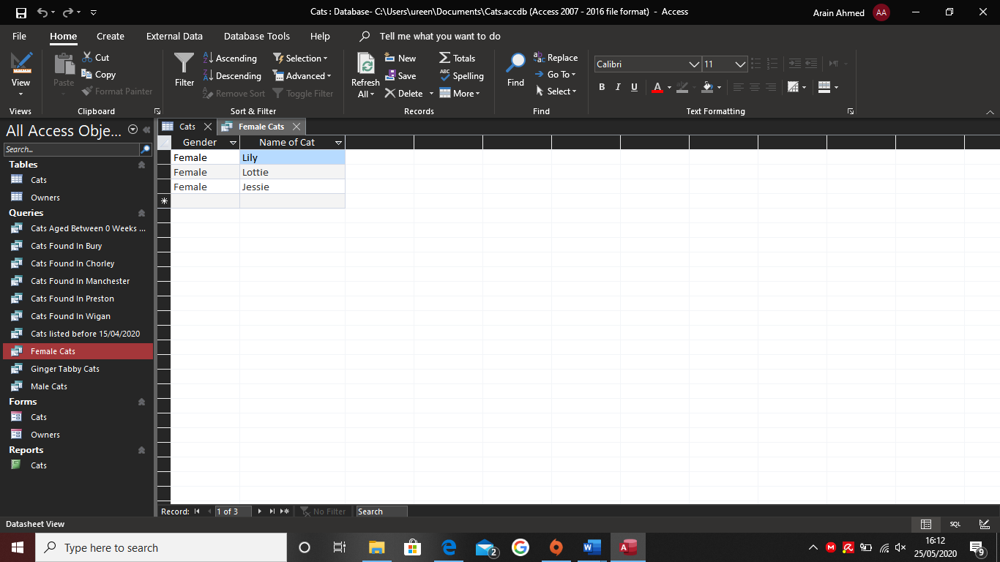 Cats : Database- C:\Users\ureen\Documents\Cats.accdb (Access 2007 - 2016 file format) - Access
Arain Ahmed
AA
File Home Create External Data Database Tools Help Tell me what you want to do
View
Views
Paste
Cut
Copy
Format Painter
Clipboard
Filter
Ascending
Descending
Remove Sort
Selection
Advanced
Toggle Filter
Sort & Filter
Refresh
All
New
Save
Delete
Totals
Spelling
More
Records
Find
Replace
Go To
Select
Find
Calibri
11
B I U A
Text Formatting
All Access Obje...
Search...
Tables
Cats
Owners
Queries
Cats Aged Between 0 Weeks ...
Cats Found In Bury
Cats Found In Chorley
Cats Found In Manchester
Cats Found In Preston
Cats Found In Wigan
Cats listed before 15/04/2020
Female Cats
Ginger Tabby Cats
Male Cats
Forms
Cats
Owners
Reports
Cats
Cats Female Cats
Gender Name of Cat
Female Lily
Female Lottie
Female Jessie
Record: 1 of 3 No Filter Search
Datasheet View
SQL
Type here to search
2
16:12
25/05/2020
9